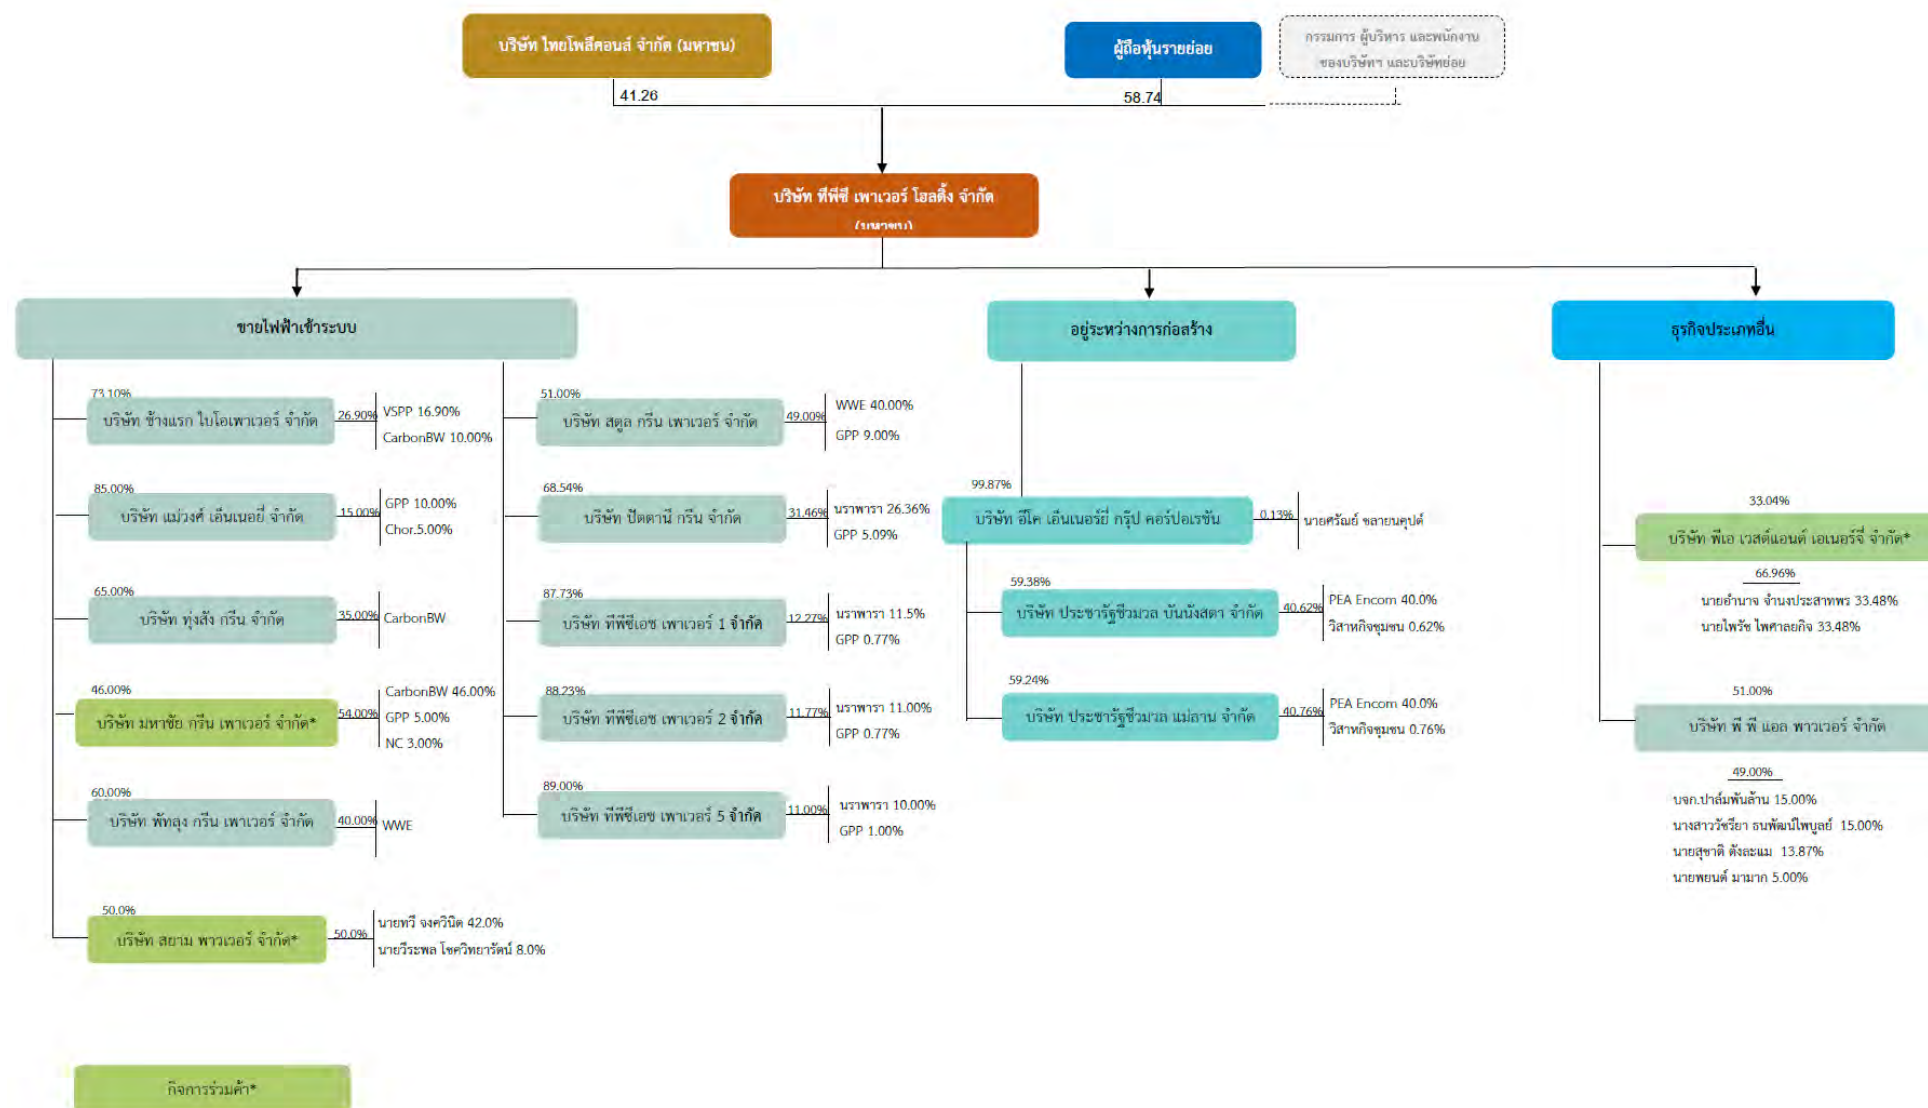 บริษัท ไทยโพลีคอนส์ จำกัด (มหาชน)
ผู้ถือหุ้นรายย่อย
กรรมการ ผู้บริหาร และพนักงาน
ของบริษัทฯ และบริษัทย่อย
41.26
58.74
บริษัท ทีพีซี เพาเวอร์ โฮลดิ้ง จำกัด
(มหาชน)
ขายไฟฟ้าเข้าระบบ
อยู่ระหว่างการก่อสร้าง
ธุรกิจประเภทอื่น
73.10%
บริษัท ช้างแรก ไบโอเพาเวอร์ จำกัด
26.90%
VSPP 16.90%
CarbonBW 10.00%
85.00%
บริษัท แม่วงศ์ เอ็นเนอยี่ จำกัด
15.00%
GPP 10.00%
Chor.5.00%
65.00%
บริษัท ทุ่งสัง กรีน จำกัด
35.00%
CarbonBW
46.00%
บริษัท มหาชัย กรีน เพาเวอร์ จำกัด*
54.00%
CarbonBW 46.00%
GPP 5.00%
NC 3.00%
60.00%
บริษัท พัทลุง กรีน เพาเวอร์ จำกัด
40.00%
WWE
50.0%
บริษัท สยาม พาวเวอร์ จำกัด*
50.0%
นายทวี จงควินิต 42.0%
นายวีระพล โชควิทยารัตน์ 8.0%
51.00%
บริษัท สตูล กรีน เพาเวอร์ จำกัด
49.00%
WWE 40.00%
GPP 9.00%
68.54%
บริษัท ปัตตานี กรีน จำกัด
31.46%
นราพารา 26.36%
GPP 5.09%
87.73%
บริษัท ทีพีซีเอช เพาเวอร์ 1 จำกัด
12.27%
นราพารา 11.5%
GPP 0.77%
88.23%
บริษัท ทีพีซีเอช เพาเวอร์ 2 จำกัด
11.77%
นราพารา 11.00%
GPP 0.77%
89.00%
บริษัท ทีพีซีเอช เพาเวอร์ 5 จำกัด
11.00%
นราพารา 10.00%
GPP 1.00%
99.87%
บริษัท อีโค เอ็นเนอร์ยี่ กรุ๊ป คอร์ปอเรชัน
0.13%
นายศรัณย์ ชลายนคุปต์
59.38%
บริษัท ประชารัฐชีวมวล บันนังสตา จำกัด
40.62%
PEA Encom 40.0%
วิสาหกิจชุมชน 0.62%
59.24%
บริษัท ประชารัฐชีวมวล แม่ลาน จำกัด
40.76%
PEA Encom 40.0%
วิสาหกิจชุมชน 0.76%
33.04%
บริษัท พีเอ เวสต์แอนด์ เอเนอร์จี่ จำกัด*
66.96%
นายอำนาจ จำนงประสาทพร 33.48%
นายไพรัช ไพศาลยกิจ 33.48%
51.00%
บริษัท พี พี แอล พาวเวอร์ จำกัด
49.00%
บจก.ปาล์มพันล้าน 15.00%
นางสาววัชรียา ธนพัฒน์ไพบูลย์ 15.00%
นายสุชาติ ดังละแม 13.87%
นายพยนต์ มามาก 5.00%
กิจการร่วมค้า*